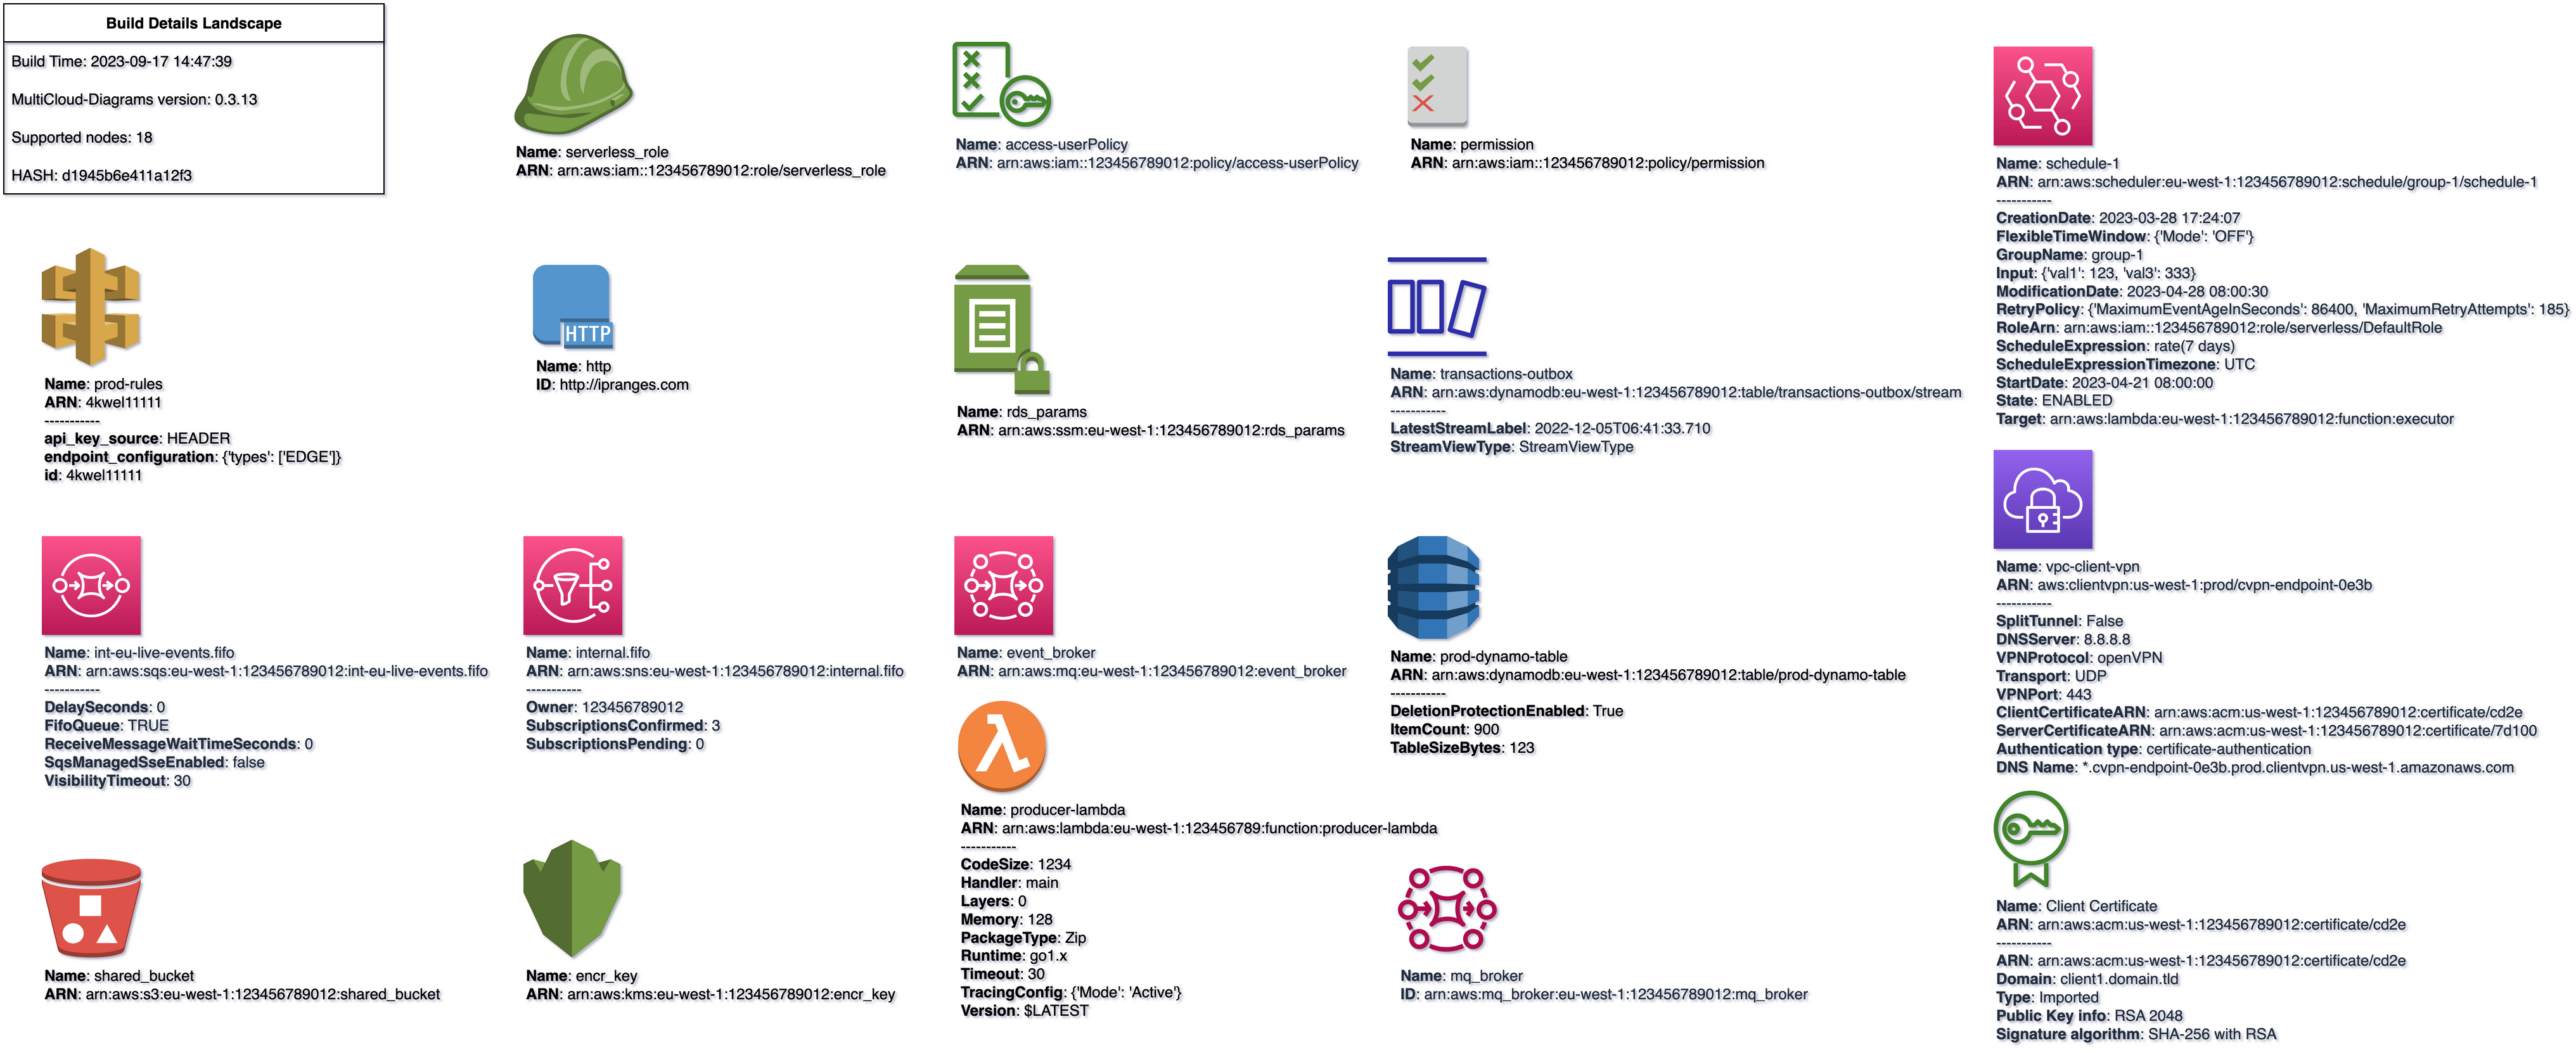 Build Details Landscape
Build Time: 2023-09-17 14:47:39
MultiCloud-Diagrams version: 0.3.13
Supported nodes: 18
HASH: d1945b6e411a12f3
Name: serverless_role
ARN: arn:aws:iam::123456789012:role/serverless_role
Name: access-userPolicy
ARN: arn:aws:iam::123456789012:policy/access-userPolicy
Name: permission
ARN: arn:aws:iam::123456789012:policy/permission
Name: schedule-1
ARN: arn:aws:scheduler:eu-west-1:123456789012:schedule/group-1/schedule-1
-----------
CreationDate: 2023-03-28 17:24:07
FlexibleTimeWindow: {'Mode': 'OFF'}
GroupName: group-1
Input: {'val1': 123, 'val3': 333}
ModificationDate: 2023-04-28 08:00:30
RetryPolicy: {'MaximumEventAgeInSeconds': 86400, 'MaximumRetryAttempts': 185}
RoleArn: arn:aws:iam::123456789012:role/serverless/DefaultRole
ScheduleExpression: rate(7 days)
ScheduleExpressionTimezone: UTC
StartDate: 2023-04-21 08:00:00
State: ENABLED
Target: arn:aws:lambda:eu-west-1:123456789012:function:executor
Name: prod-rules
ARN: 4kwel11111
-----------
api_key_source: HEADER
endpoint_configuration: {'types': ['EDGE']}
id: 4kwel11111
HTTP
Name: http
ID: http://ipranges.com
Name: rds_params
ARN: arn:aws:ssm:eu-west-1:123456789012:rds_params
Name: transactions-outbox
ARN: arn:aws:dynamodb:eu-west-1:123456789012:table/transactions-outbox/stream
-----------
LatestStreamLabel: 2022-12-05T06:41:33.710
StreamViewType: StreamViewType
Name: vpc-client-vpn
ARN: aws:clientvpn:us-west-1:prod/cvpn-endpoint-0e3b
-----------
SplitTunnel: False
DNSServer: 8.8.8.8
VPNProtocol: openVPN
Transport: UDP
VPNPort: 443
ClientCertificateARN: arn:aws:acm:us-west-1:123456789012:certificate/cd2e
ServerCertificateARN: arn:aws:acm:us-west-1:123456789012:certificate/7d100
Authentication type: certificate-authentication
DNS Name: *.cvpn-endpoint-0e3b.prod.clientvpn.us-west-1.amazonaws.com
Name: int-eu-live-events.fifo
ARN: arn:aws:sqs:eu-west-1:123456789012:int-eu-live-events.fifo
-----------
DelaySeconds: 0
FifoQueue: TRUE
ReceiveMessageWaitTimeSeconds: 0
SqsManagedSseEnabled: false
VisibilityTimeout: 30
Name: internal.fifo
ARN: arn:aws:sns:eu-west-1:123456789012:internal.fifo
-----------
Owner: 123456789012
SubscriptionsConfirmed: 3
SubscriptionsPending: 0
Name: event_broker
ARN: arn:aws:mq:eu-west-1:123456789012:event_broker
Name: prod-dynamo-table
ARN: arn:aws:dynamodb:eu-west-1:123456789012:table/prod-dynamo-table
-----------
DeletionProtectionEnabled: True
ItemCount: 900
TableSizeBytes: 123
Name: producer-lambda
ARN: arn:aws:lambda:eu-west-1:123456789:function:producer-lambda
-----------
CodeSize: 1234
Handler: main
Layers: 0
Memory: 128
PackageType: Zip
Runtime: go1.x
Timeout: 30
TracingConfig: {'Mode': 'Active'}
Version: $LATEST
Name: shared_bucket
ARN: arn:aws:s3:eu-west-1:123456789012:shared_bucket
Name: encr_key
ARN: arn:aws:kms:eu-west-1:123456789012:encr_key
Name: mq_broker
ID: arn:aws:mq_broker:eu-west-1:123456789012:mq_broker
Name: Client Certificate
ARN: arn:aws:acm:us-west-1:123456789012:certificate/cd2e
-----------
ARN: arn:aws:acm:us-west-1:123456789012:certificate/cd2e
Domain: client1.domain.tld
Type: Imported
Public Key info: RSA 2048
Signature algorithm: SHA-256 with RSA